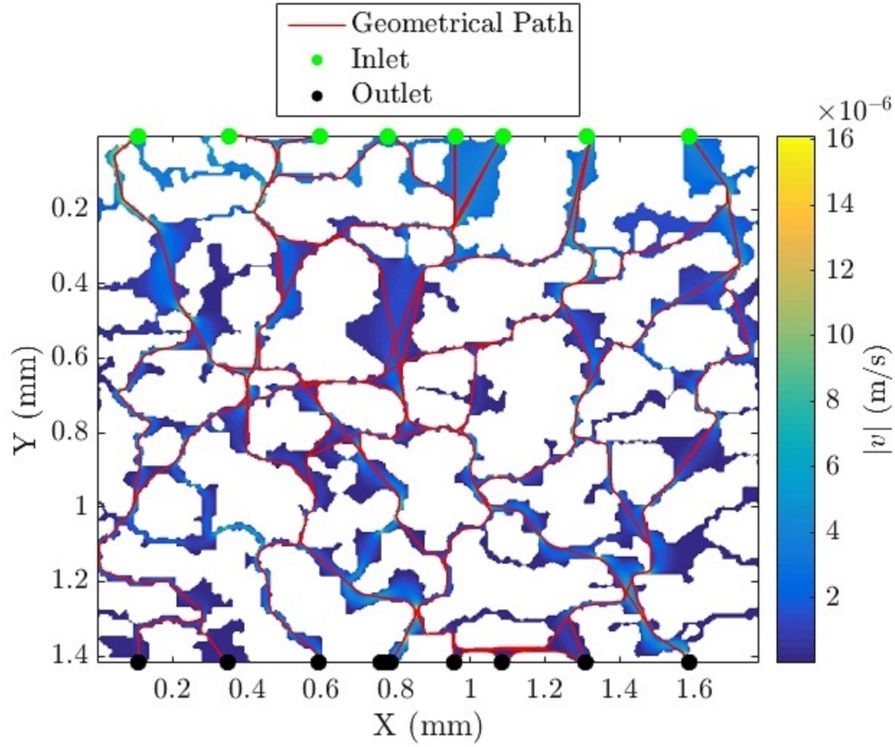 Geometrical Path
Inlet
Outlet
×10⁻⁶
16
14
12
10
8
6
4
2
|v| (m/s)
0.2
0.4
0.6
0.8
1
1.2
1.4
Y (mm)
0.2 0.4 0.6 0.8 1 1.2 1.4 1.6
X (mm)